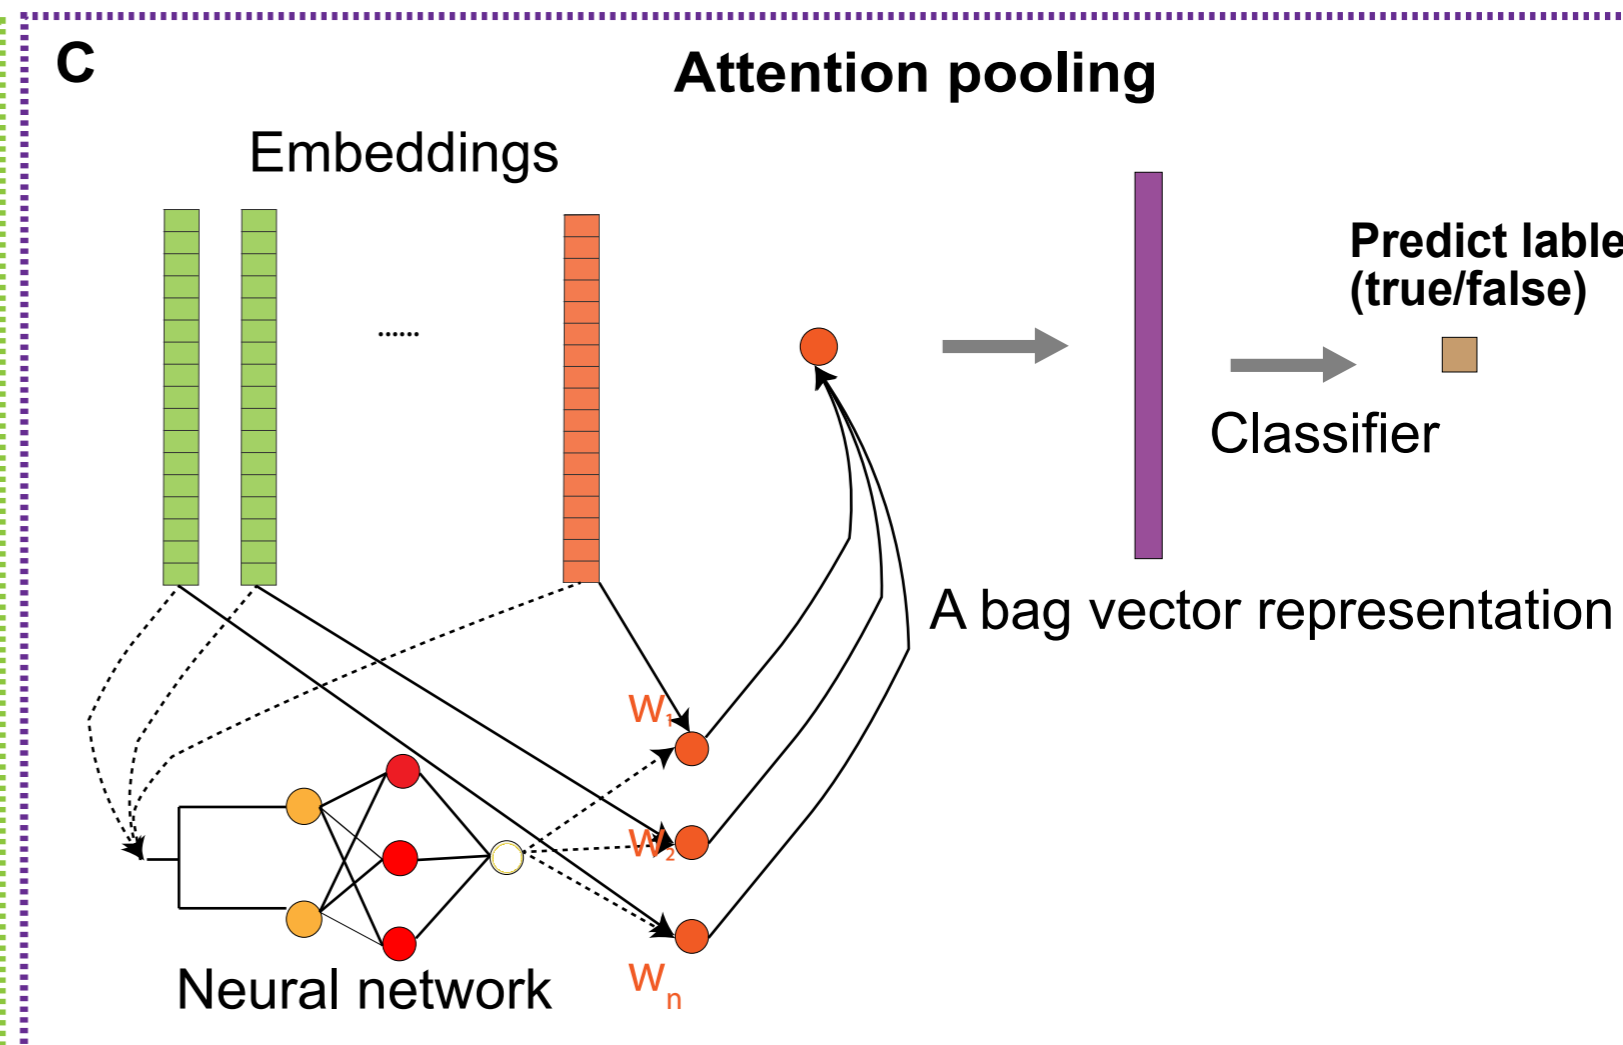 C
Attention pooling
Embeddings
......
Predict lable
(true/false)
Classifier
A bag vector representation
W1
W2
Wn
Neural network